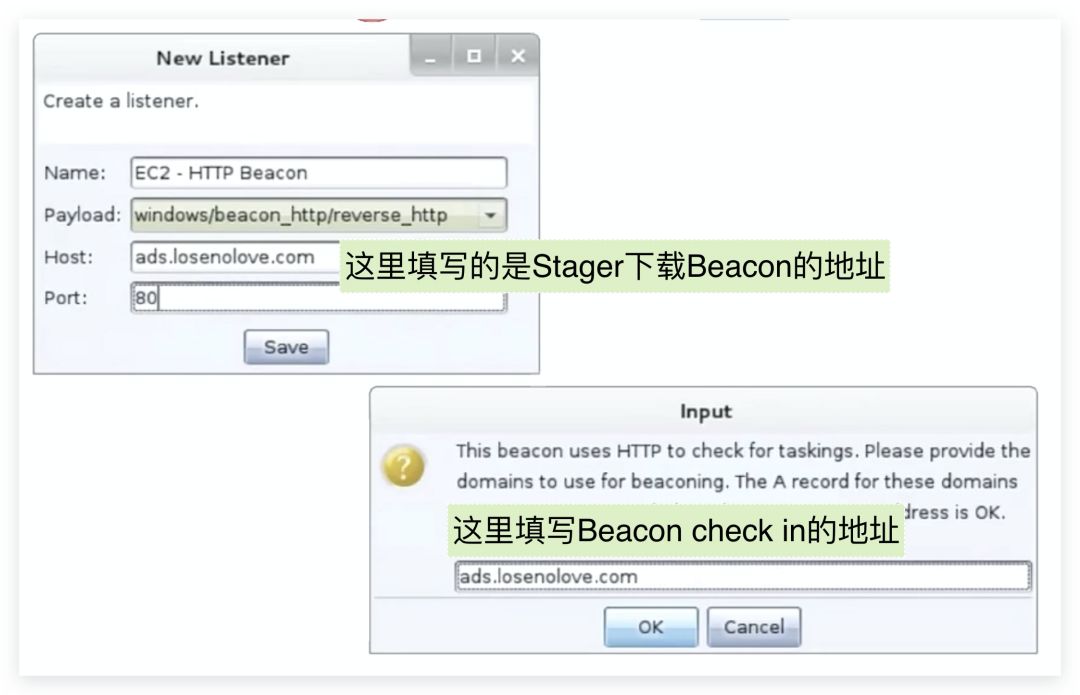 New Listener
Create a listener.
Name: EC2 - HTTP Beacon
Payload: windows/beacon_http/reverse_http
Host: ads.losenolove.com
这里填写的是Stager下载Beacon的地址
Port: 80
Save
Input
This beacon uses HTTP to check for taskings. Please provide the
domains to use for beaconing. The A record for these domains
is OK.
这里填写Beacon check in的地址
ads.losenolove.com
OK Cancel